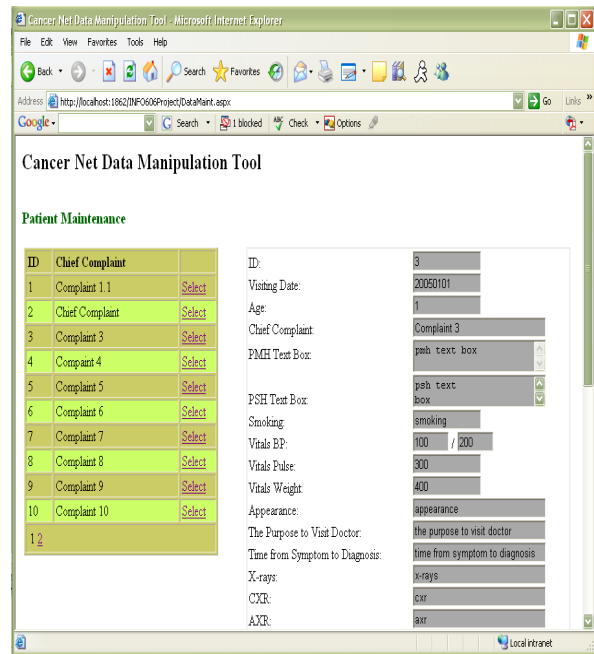 Cancer Net Data Manipulation Tool - Microsoft Internet Explorer
File Edit View Favorites Tools Help
Back Search Favorites
Address http://localhost:1862/INFO606Project/DataMaint.aspx Go Links »
Google Search 1 blocked ABC Check Options
Cancer Net Data Manipulation Tool
Patient Maintenance
ID Chief Complaint
1 Complaint 1.1 Select
2 Chief Complaint Select
3 Complaint 3 Select
4 Compaint 4 Select
5 Complaint 5 Select
6 Complaint 6 Select
7 Complaint 7 Select
8 Complaint 8 Select
9 Complaint 9 Select
10 Complaint 10 Select
1 2
ID: 3
Visiting Date: 20050101
Age: 1
Chief Complaint: Complaint 3
PMH Text Box: pmh text box
PSH Text Box: psh text
box
Smoking: smoking
Vitals BP: 100 / 200
Vitals Pulse: 300
Vitals Weight: 400
Appearance: appearance
The Purpose to Visit Doctor: the purpose to visit doctor
Time from Symptom to Diagnosis: time from symptom to diagnosis
X-rays: x-rays
CXR: cxr
AXR: axr
Local intranet